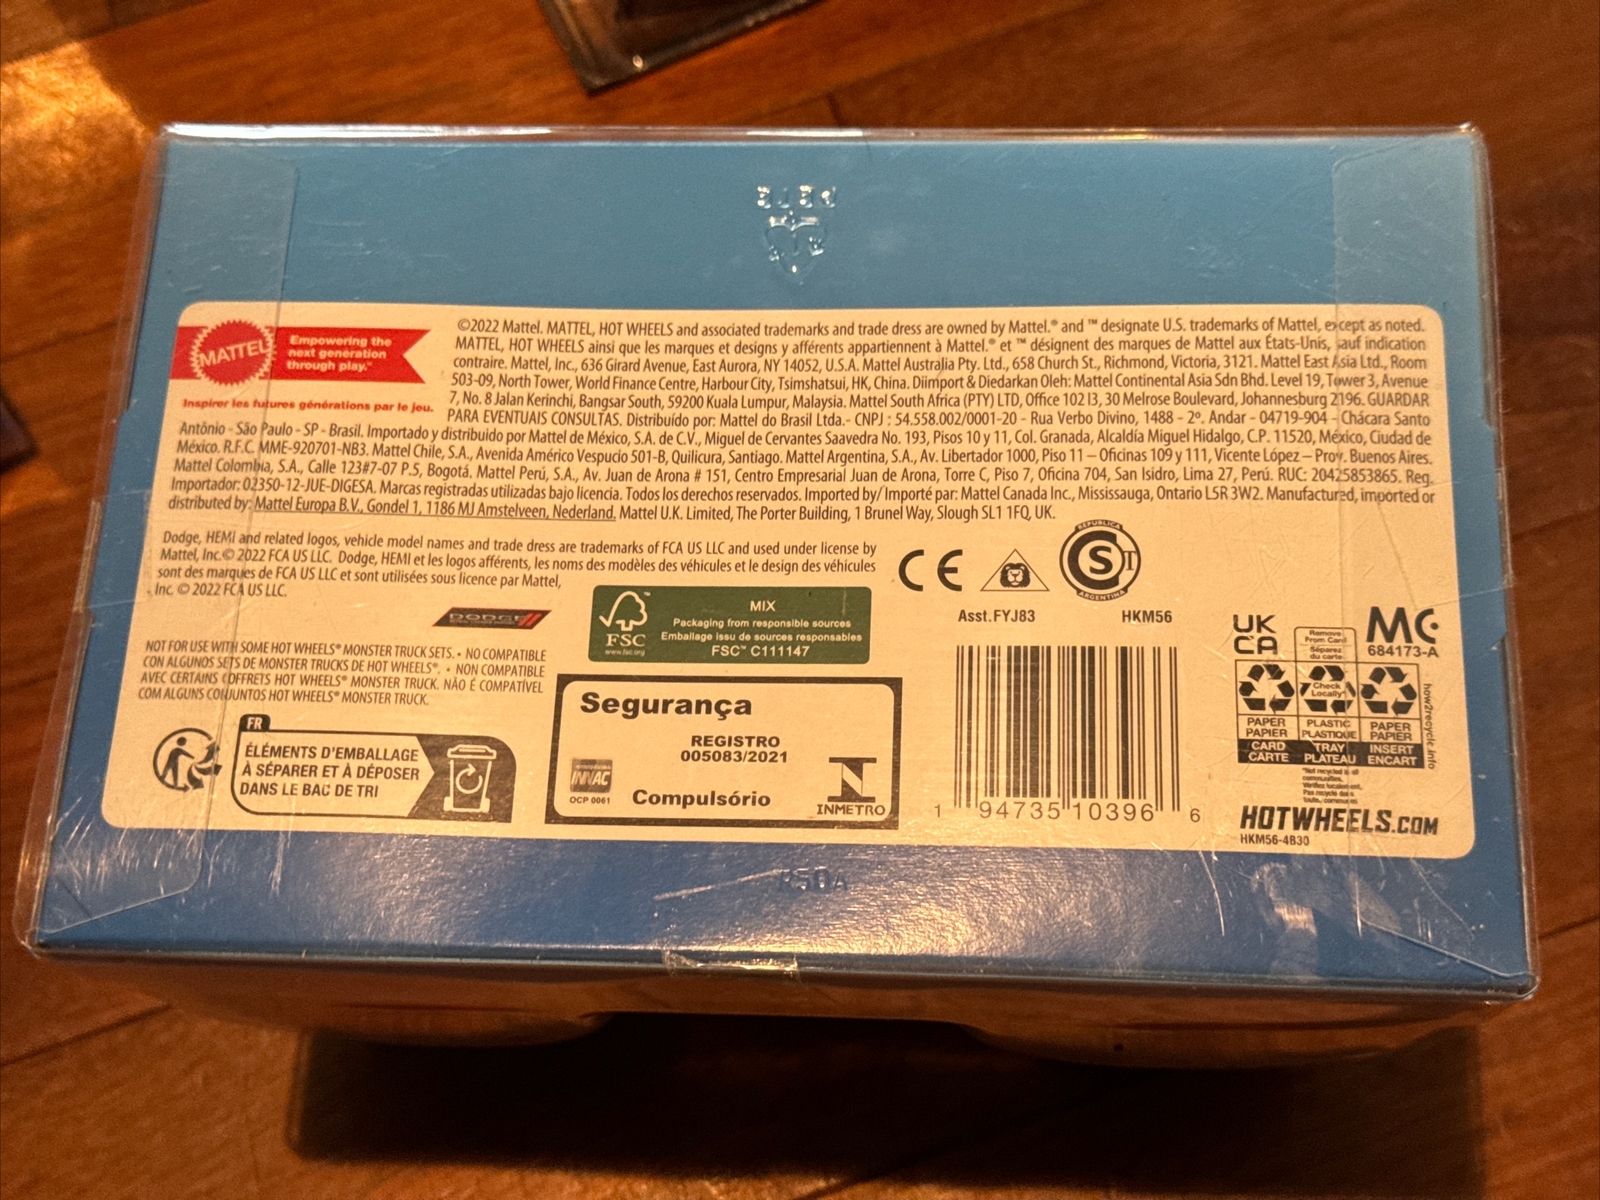 MATTEL
Empowering the
next generation
through play.™
Inspirer les futures générations par le jeu.
©2022 Mattel. MATTEL, HOT WHEELS and associated trademarks and trade dress are owned by Mattel.® and ™ designate U.S. trademarks of Mattel, except as noted.
MATTEL, HOT WHEELS ainsi que les marques et designs y afférents appartiennent à Mattel.® et ™ désignent des marques de Mattel aux États-Unis, sauf indication
contraire. Mattel, Inc., 636 Girard Avenue, East Aurora, NY 14052, U.S.A. Mattel Australia Pty. Ltd., 658 Church St., Richmond, Victoria, 3121. Mattel East Asia Ltd., Room
503-09, North Tower, World Finance Centre, Harbour City, Tsimshatsui, HK, China. Diimport & Diedarkan Oleh: Mattel Continental Asia Sdn Bhd. Level 19, Tower 3, Avenue
7, No. 8 Jalan Kerinchi, Bangsar South, 59200 Kuala Lumpur, Malaysia. Mattel South Africa (PTY) LTD, Office 102 I3, 30 Melrose Boulevard, Johannesburg 2196. GUARDAR
PARA EVENTUAIS CONSULTAS. Distribuído por: Mattel do Brasil Ltda.- CNPJ : 54.558.002/0001-20 - Rua Verbo Divino, 1488 - 2º. Andar - 04719-904 - Chácara Santo
Antônio - São Paulo - SP - Brasil. Importado y distribuido por Mattel de México, S.A. de C.V., Miguel de Cervantes Saavedra No. 193, Pisos 10 y 11, Col. Granada, Alcaldía Miguel Hidalgo, C.P. 11520, México, Ciudad de
México. R.F.C. MME-920701-NB3. Mattel Chile, S.A., Avenida Américo Vespucio 501-B, Quilicura, Santiago. Mattel Argentina, S.A., Av. Libertador 1000, Piso 11 – Oficinas 109 y 111, Vicente López – Prov. Buenos Aires.
Mattel Colombia, S.A., Calle 123#7-07 P.5, Bogotá. Mattel Perú, S.A., Av. Juan de Arona # 151, Centro Empresarial Juan de Arona, Torre C, Piso 7, Oficina 704, San Isidro, Lima 27, Perú. RUC: 20425853865. Reg.
Importador: 02350-12-JUE-DIGESA. Marcas registradas utilizadas bajo licencia. Todos los derechos reservados. Imported by/ Importé par: Mattel Canada Inc., Mississauga, Ontario L5R 3W2. Manufactured, imported or
distributed by: Mattel Europa B.V., Gondel 1, 1186 MJ Amstelveen, Nederland. Mattel U.K. Limited, The Porter Building, 1 Brunel Way, Slough SL1 1FQ, UK.
Dodge, HEMI and related logos, vehicle model names and trade dress are trademarks of FCA US LLC and used under license by
Mattel, Inc.© 2022 FCA US LLC. Dodge, HEMI et les logos afférents, les noms des modèles des véhicules et le design des véhicules
sont des marques de FCA US LLC et sont utilisées sous licence par Mattel,
Inc. © 2022 FCA US LLC.
DODGE
CE
REPUBLICA
S T
ARGENTINA
Asst.FYJ83
HKM56
FSC
www.fsc.org
MIX
Packaging from responsible sources
Emballage issu de sources responsables
FSC™ C111147
NOT FOR USE WITH SOME HOT WHEELS® MONSTER TRUCK SETS. • NO COMPATIBLE
CON ALGUNOS SETS DE MONSTER TRUCKS DE HOT WHEELS®. • NON COMPATIBLE
AVEC CERTAINS COFFRETS HOT WHEELS® MONSTER TRUCK. NÃO É COMPATÍVEL
COM ALGUNS CONJUNTOS HOT WHEELS® MONSTER TRUCK.
FR
ÉLÉMENTS D'EMBALLAGE
À SÉPARER ET À DÉPOSER
DANS LE BAC DE TRI
Segurança
REGISTRO
005083/2021
INNAC
OCP 0061
Compulsório
INMETRO
1 94735 10396 6
UK
CA
MC
684173-A
Remove
From Card
Séparez
du carte
Check
Locally*
PAPER
PAPIER
CARD
CARTE
PLASTIC
PLASTIQUE
TRAY
PLATEAU
PAPER
PAPIER
INSERT
ENCART
how2recycle.info
*Not recycled in all
communities.
HOTWHEELS.COM
HKM56-4B30